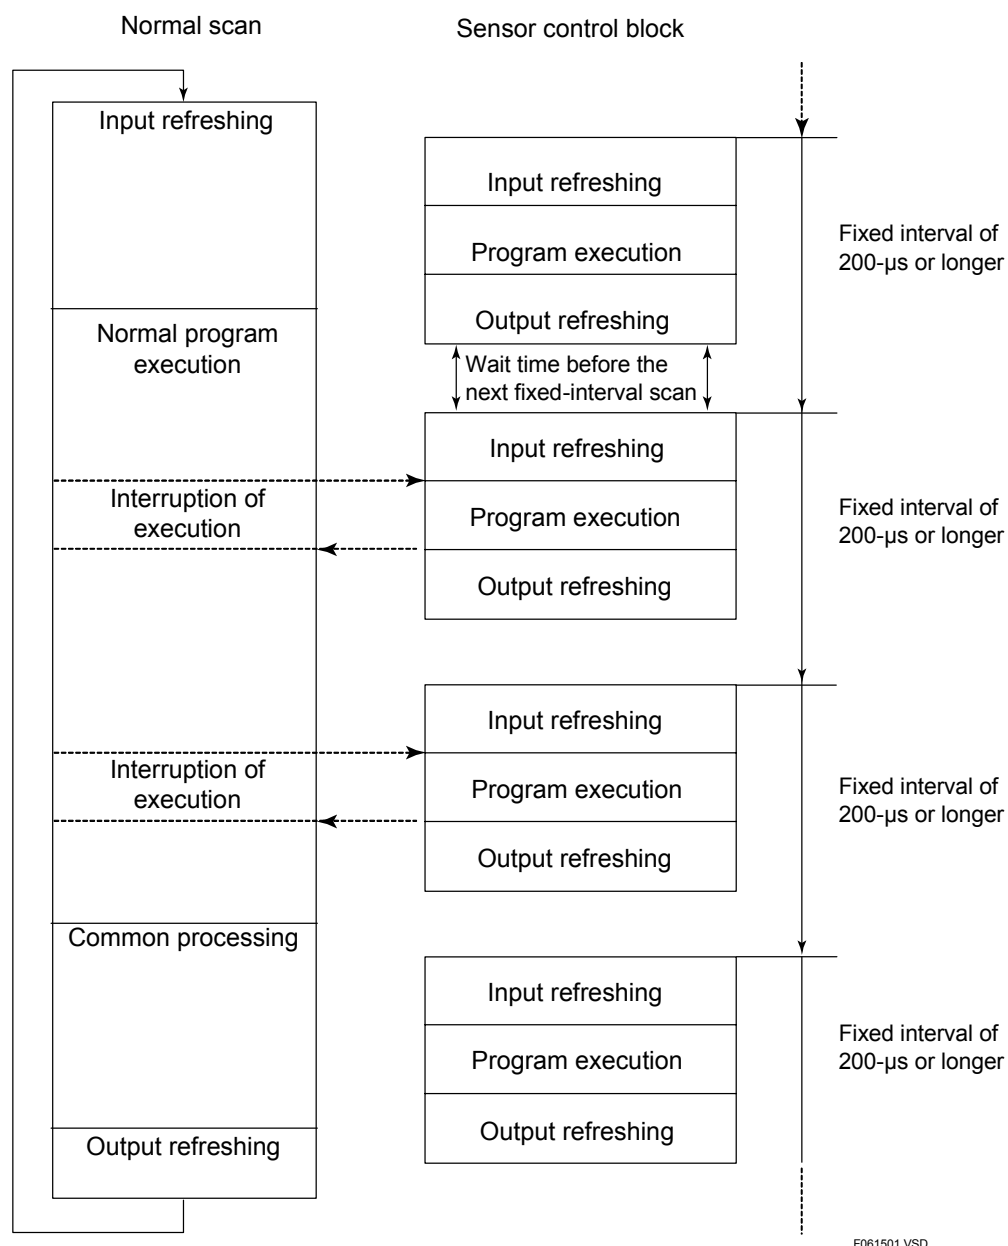 Normal scan
Sensor control block
Input refreshing
Input refreshing
Program execution
Output refreshing
Fixed interval of
200-µs or longer
Normal program
execution
Wait time before the
next fixed-interval scan
Input refreshing
Program execution
Output refreshing
Fixed interval of
200-µs or longer
Interruption of
execution
Input refreshing
Program execution
Output refreshing
Fixed interval of
200-µs or longer
Interruption of
execution
Common processing
Input refreshing
Program execution
Output refreshing
Fixed interval of
200-µs or longer
Output refreshing
F061501.VSD